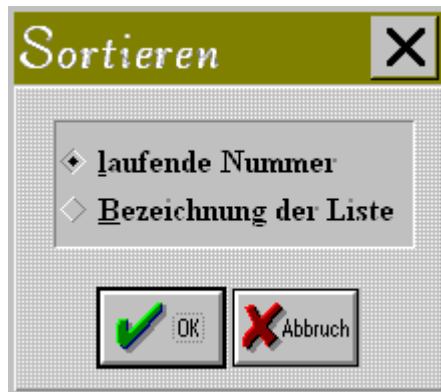 Sortieren
laufende Nummer
Bezeichnung der Liste
OK
Abbruch